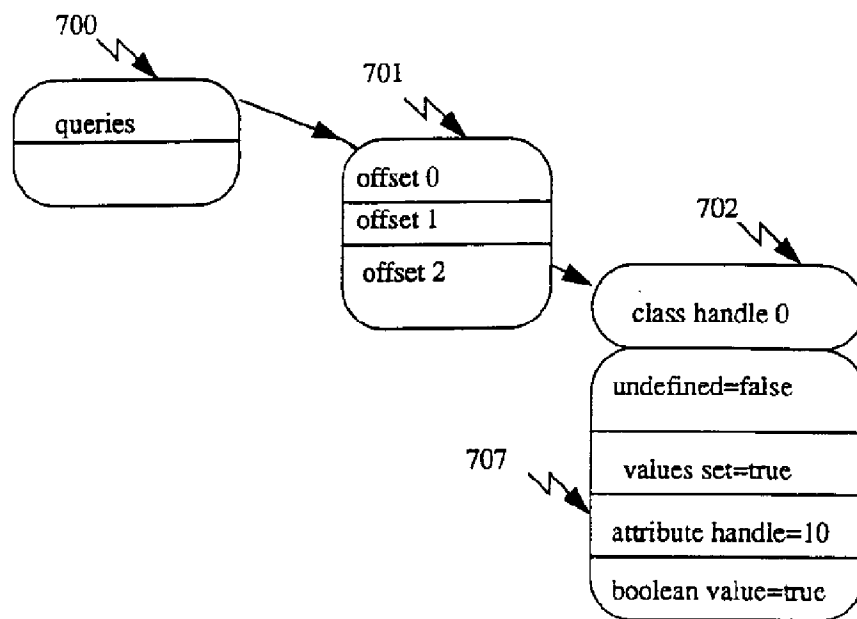 700
queries
701
offset 0
offset 1
offset 2
702
class handle 0
undefined=false
values set=true
707
attribute handle=10
boolean value=true